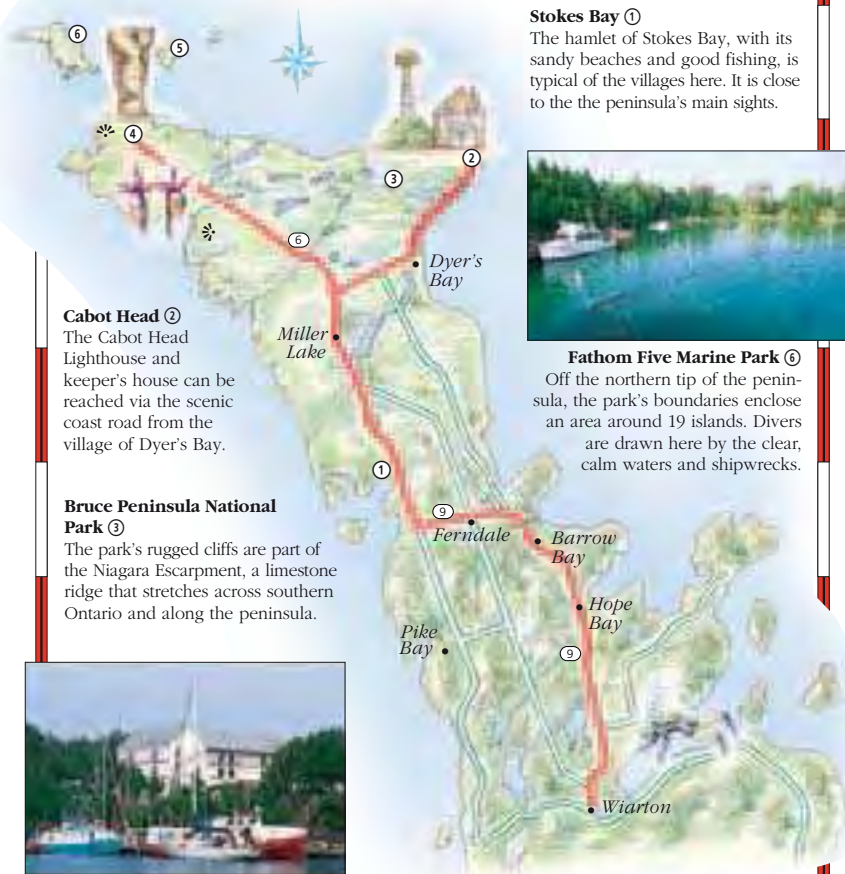 Stokes Bay ①
The hamlet of Stokes Bay, with its
sandy beaches and good fishing, is
typical of the villages here. It is close
to the the peninsula's main sights.
⑥
⑤
④
②
③
6
Dyer's
Bay
Cabot Head ②
The Cabot Head
Lighthouse and
keeper's house can be
reached via the scenic
coast road from the
village of Dyer's Bay.
Miller
Lake
Fathom Five Marine Park ⑥
Off the northern tip of the penin-
sula, the park's boundaries enclose
an area around 19 islands. Divers
are drawn here by the clear,
calm waters and shipwrecks.
①
Bruce Peninsula National
Park ③
The park's rugged cliffs are part of
the Niagara Escarpment, a limestone
ridge that stretches across southern
Ontario and along the peninsula.
9
Ferndale
Barrow
Bay
Hope
Bay
Pike
Bay
9
Wiarton